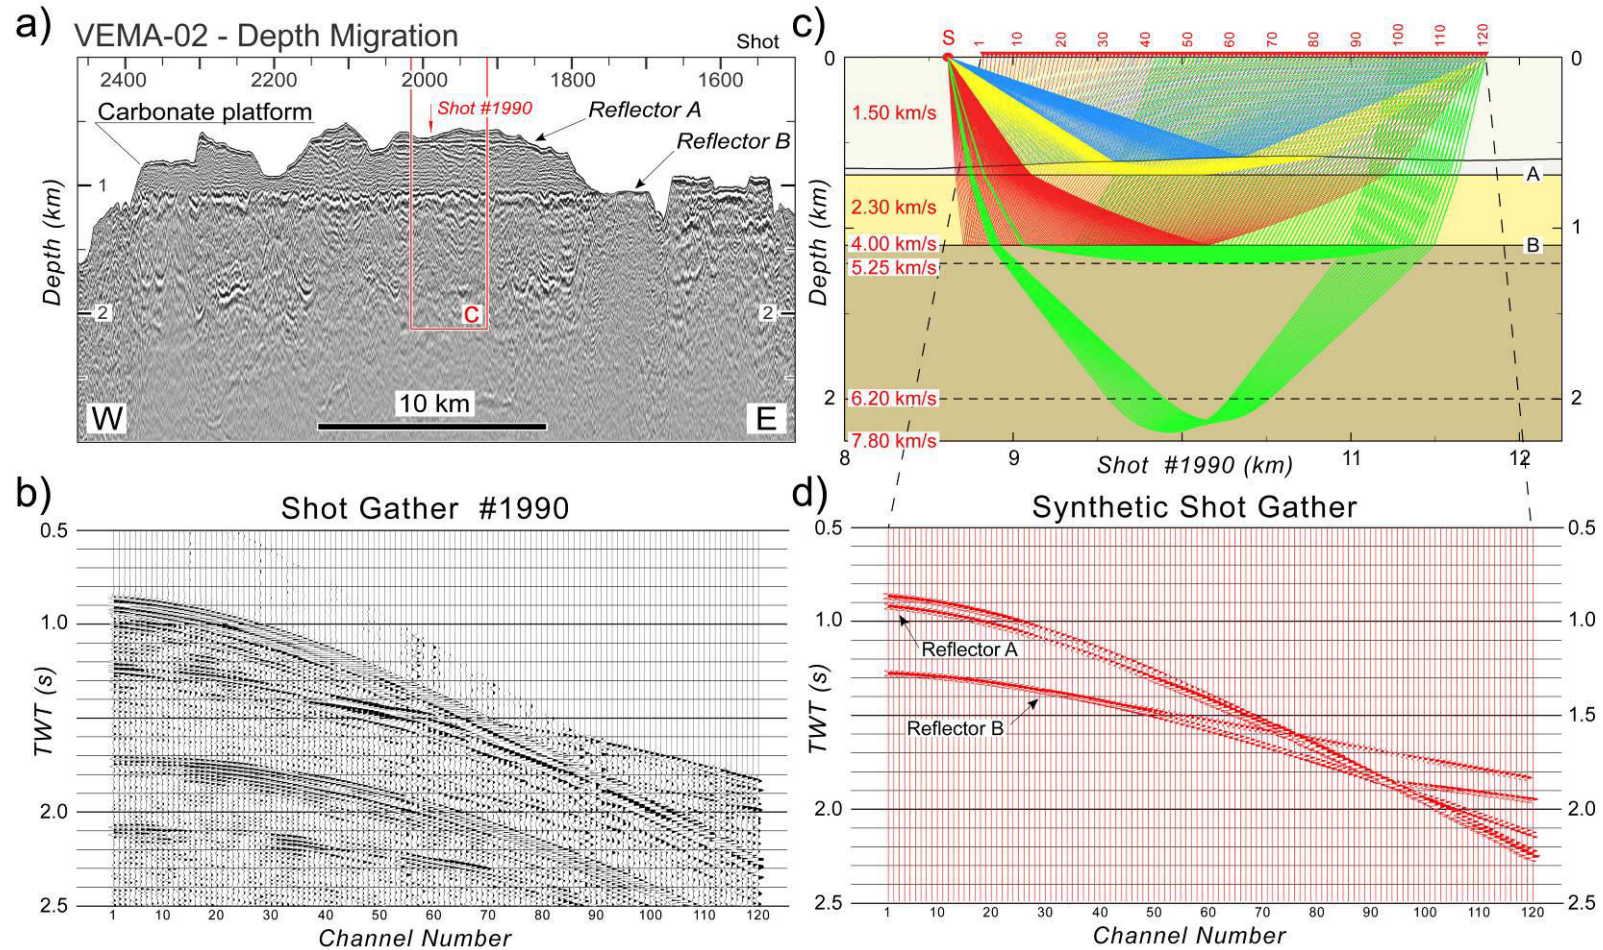 a)
VEMA-02 - Depth Migration
Shot
2400 2200 2000 1800 1600
Shot #1990
Carbonate platform
Reflector A
Reflector B
Depth (km)
1
2
2
C
10 km
W
E
c)
S
1 10 20 30 40 50 60 70 80 90 100 110 120
0
0
1.50 km/s
A
2.30 km/s
1
4.00 km/s
B
5.25 km/s
Depth (km)
Depth (km)
2
6.20 km/s
2
7.80 km/s
8 9 11 12
Shot #1990 (km)
b)
Shot Gather #1990
0.5
1.0
2.0
2.5
TWT (s)
1 10 20 30 40 50 60 70 80 90 100 110 120
Channel Number
d)
Synthetic Shot Gather
0.5 0.5
1.0 1.0
Reflector A
1.5 1.5
Reflector B
2.0 2.0
2.5 2.5
TWT (s)
1 10 20 30 40 50 60 70 80 90 100 110 120
Channel Number